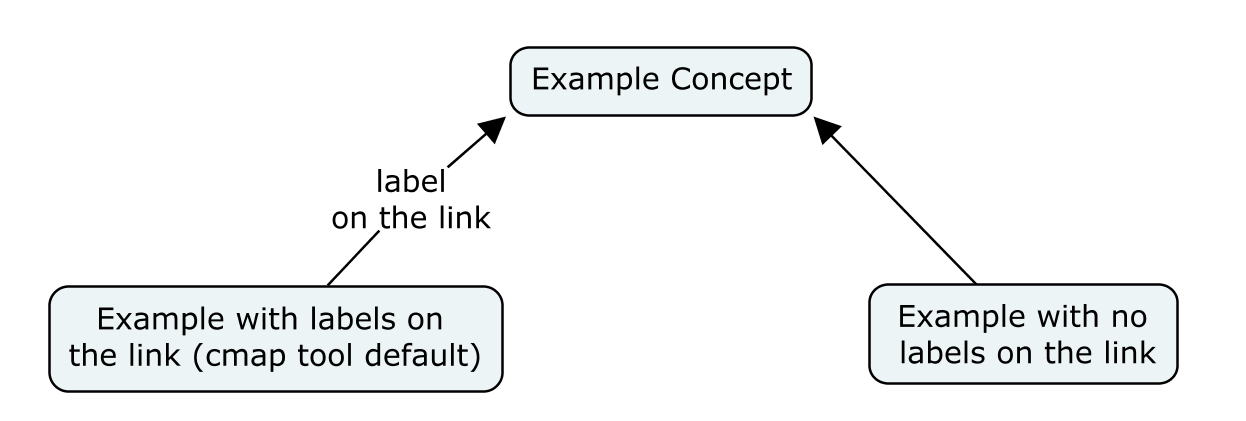 Example Concept
label
on the link
Example with labels on
the link (cmap tool default)
Example with no
labels on the link